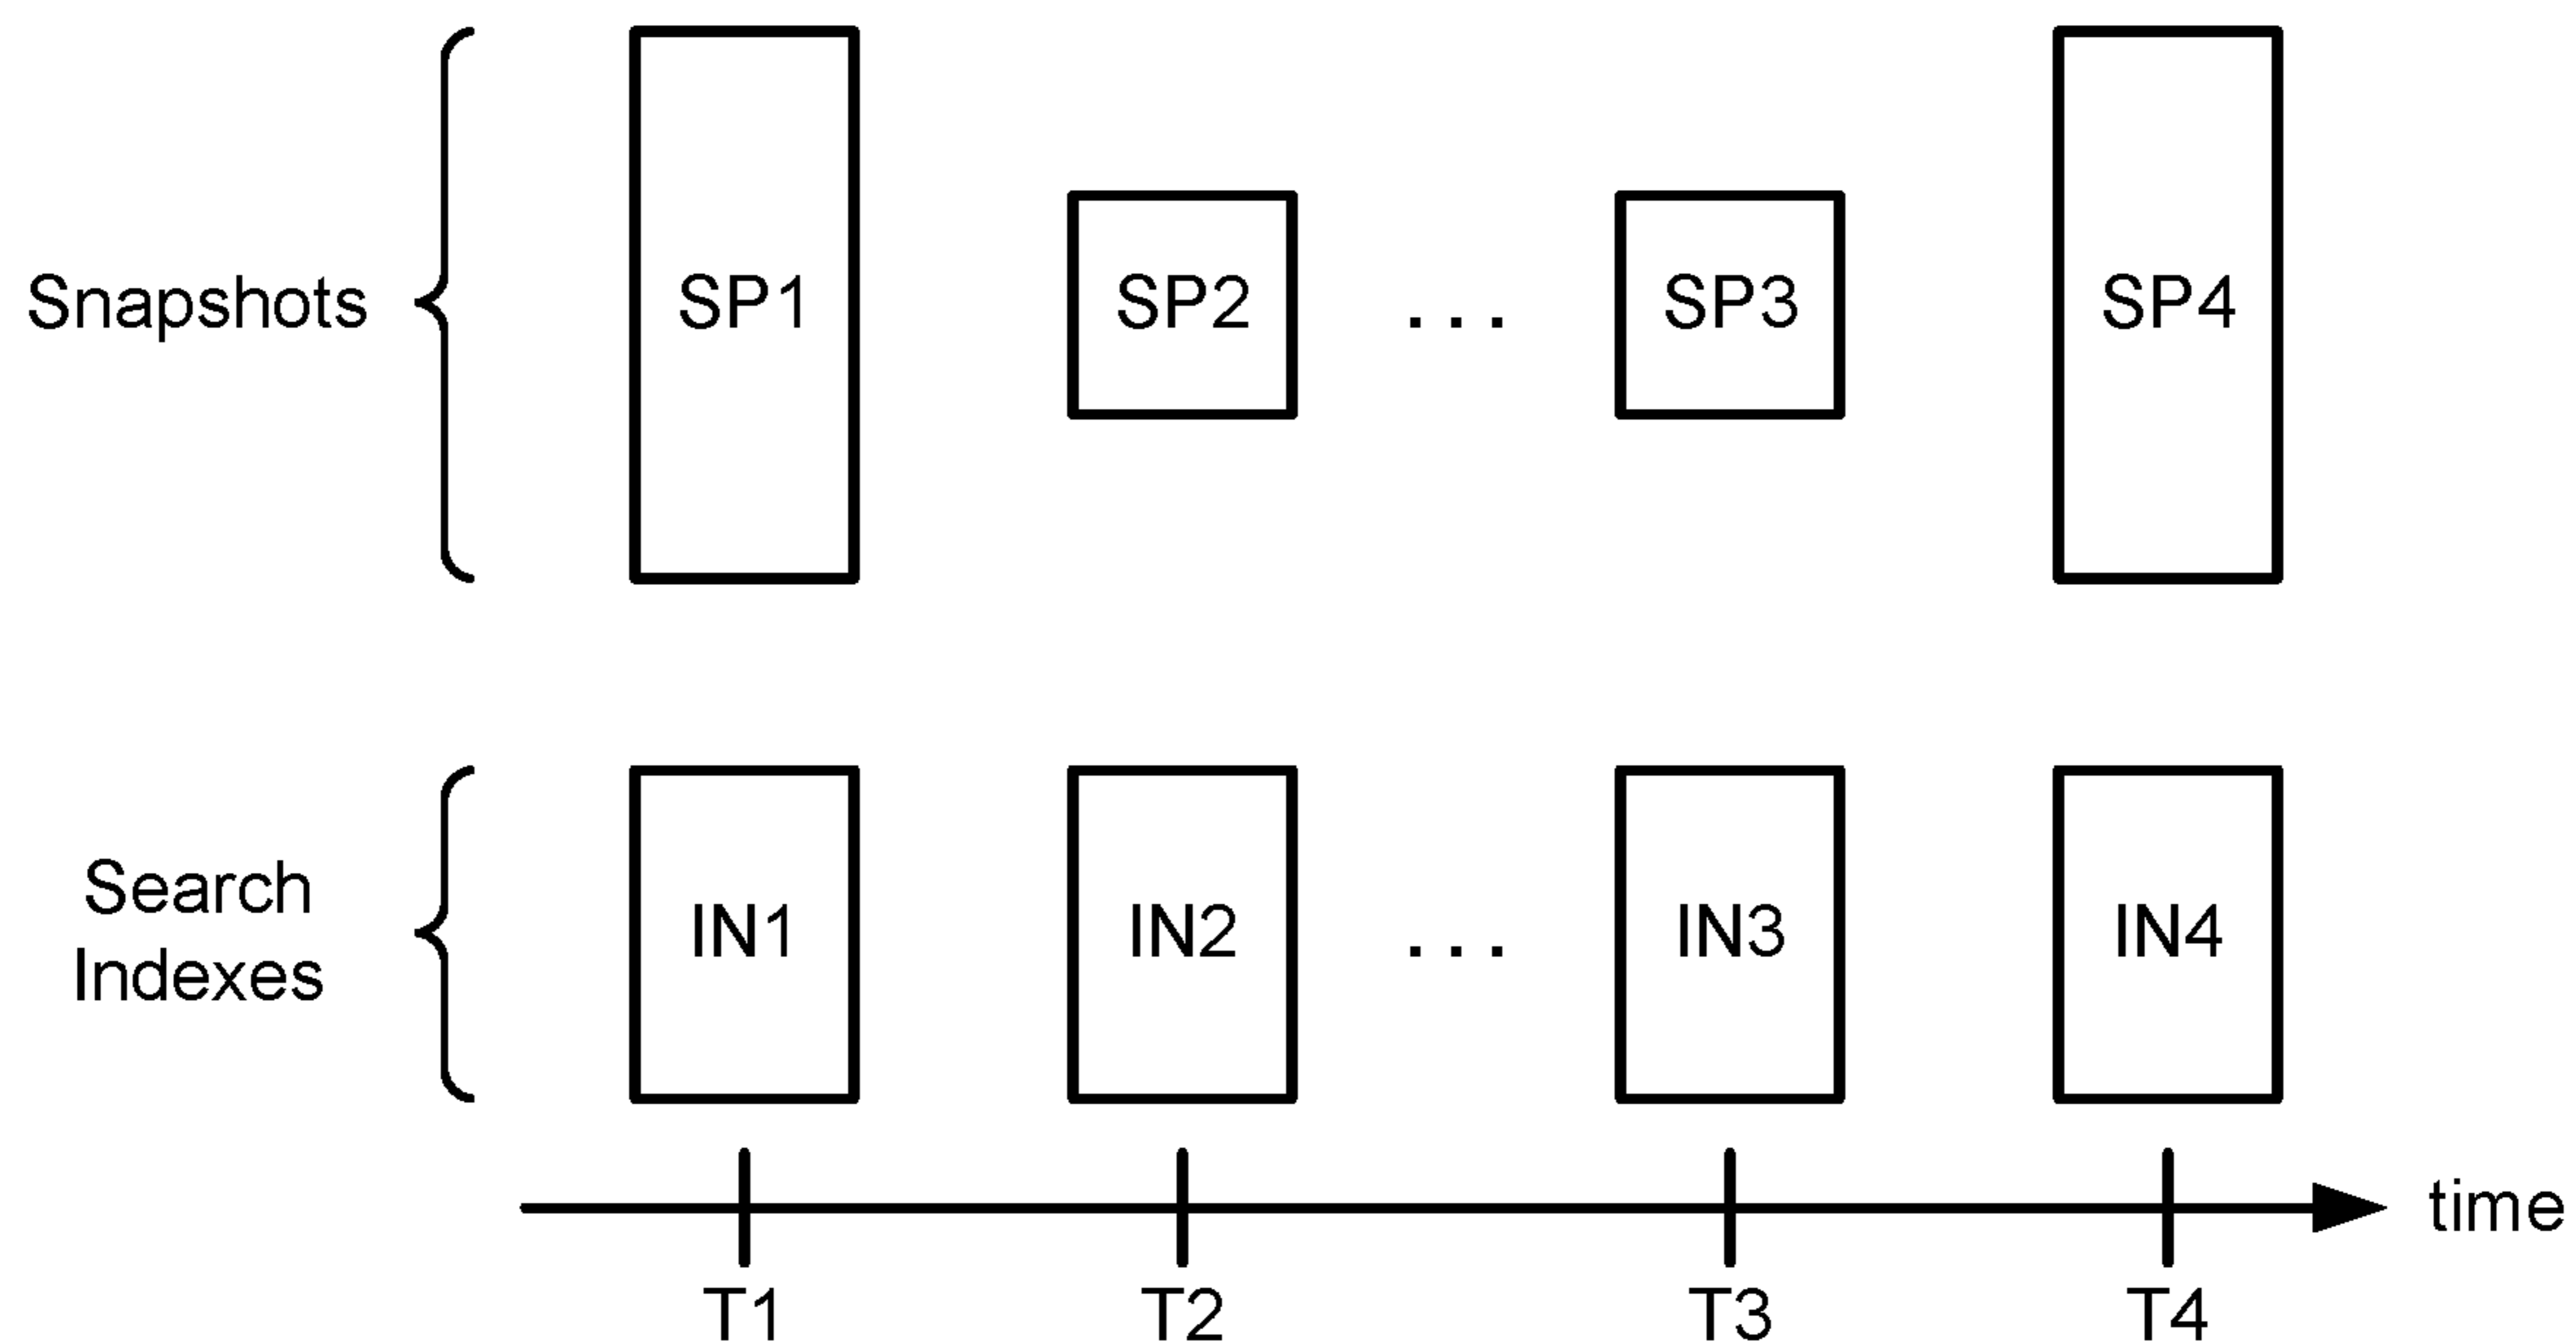 Snapshots
SP1
SP2
. . .
SP3
SP4
Search
Indexes
IN1
IN2
. . .
IN3
IN4
time
T1
T2
T3
T4